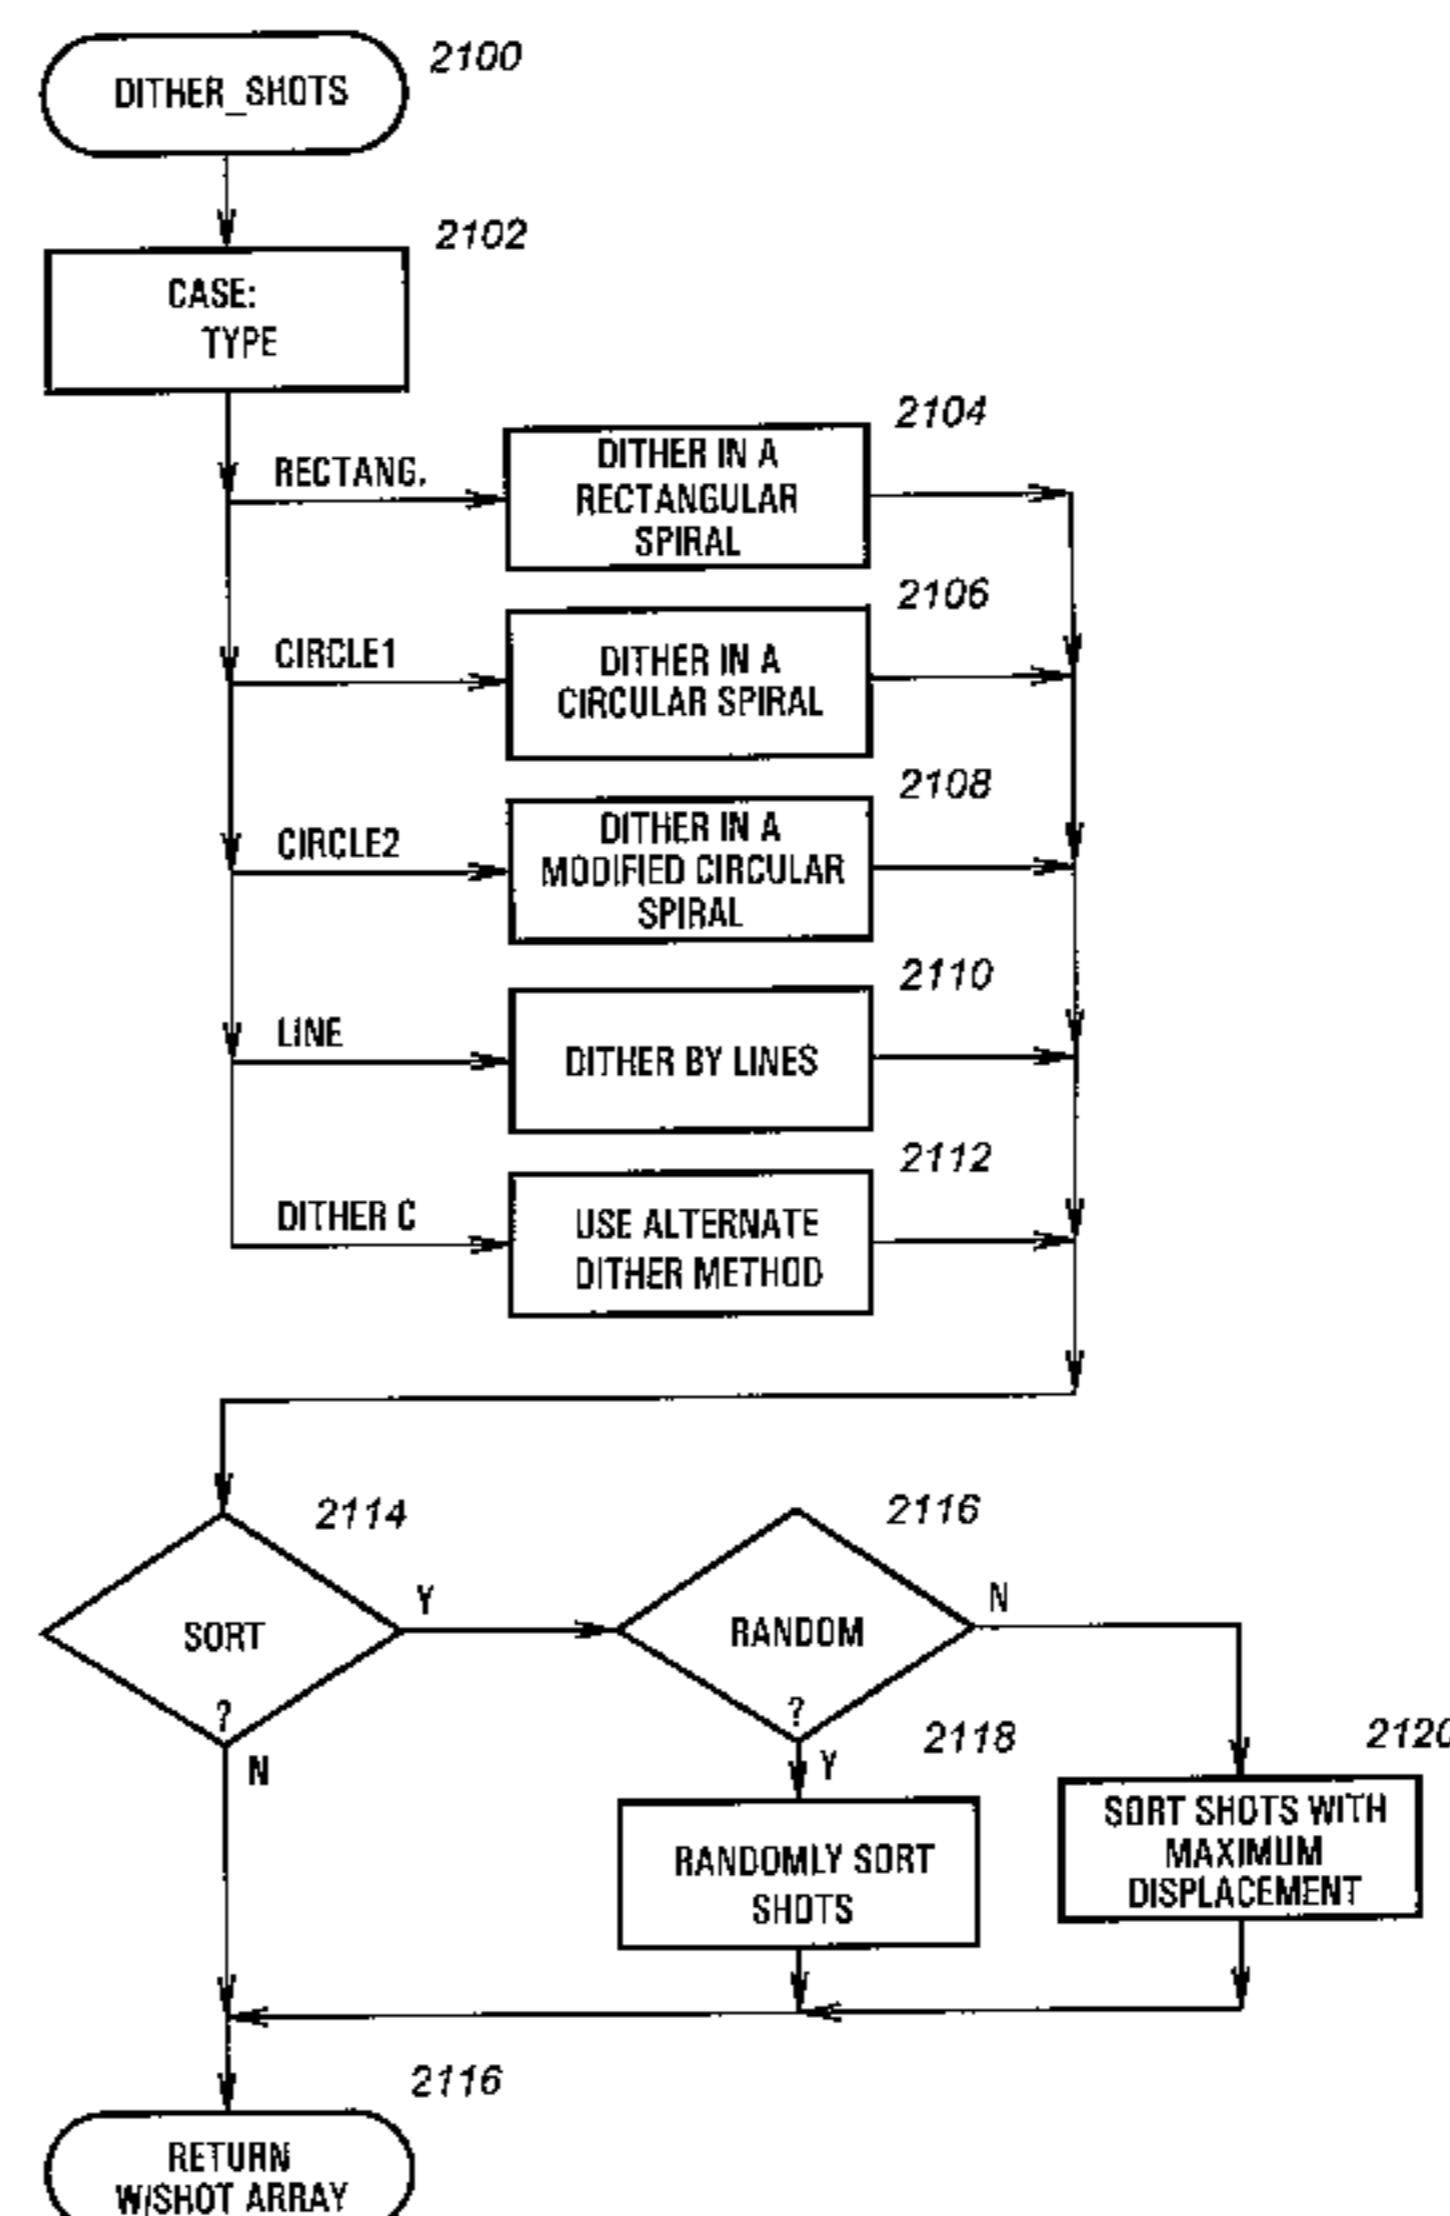 DITHER_SHOTS
2100
2102
CASE:
TYPE
RECTANG.
2104
DITHER IN A
RECTANGULAR
SPIRAL
CIRCLE1
2106
DITHER IN A
CIRCULAR SPIRAL
CIRCLE2
2108
DITHER IN A
MODIFIED CIRCULAR
SPIRAL
LINE
2110
DITHER BY LINES
DITHER C
2112
USE ALTERNATE
DITHER METHOD
2114
SORT
?
Y
N
2116
RANDOM
?
N
Y
2118
RANDOMLY SORT
SHOTS
2120
SORT SHOTS WITH
MAXIMUM
DISPLACEMENT
2116
RETURN
W/SHOT ARRAY